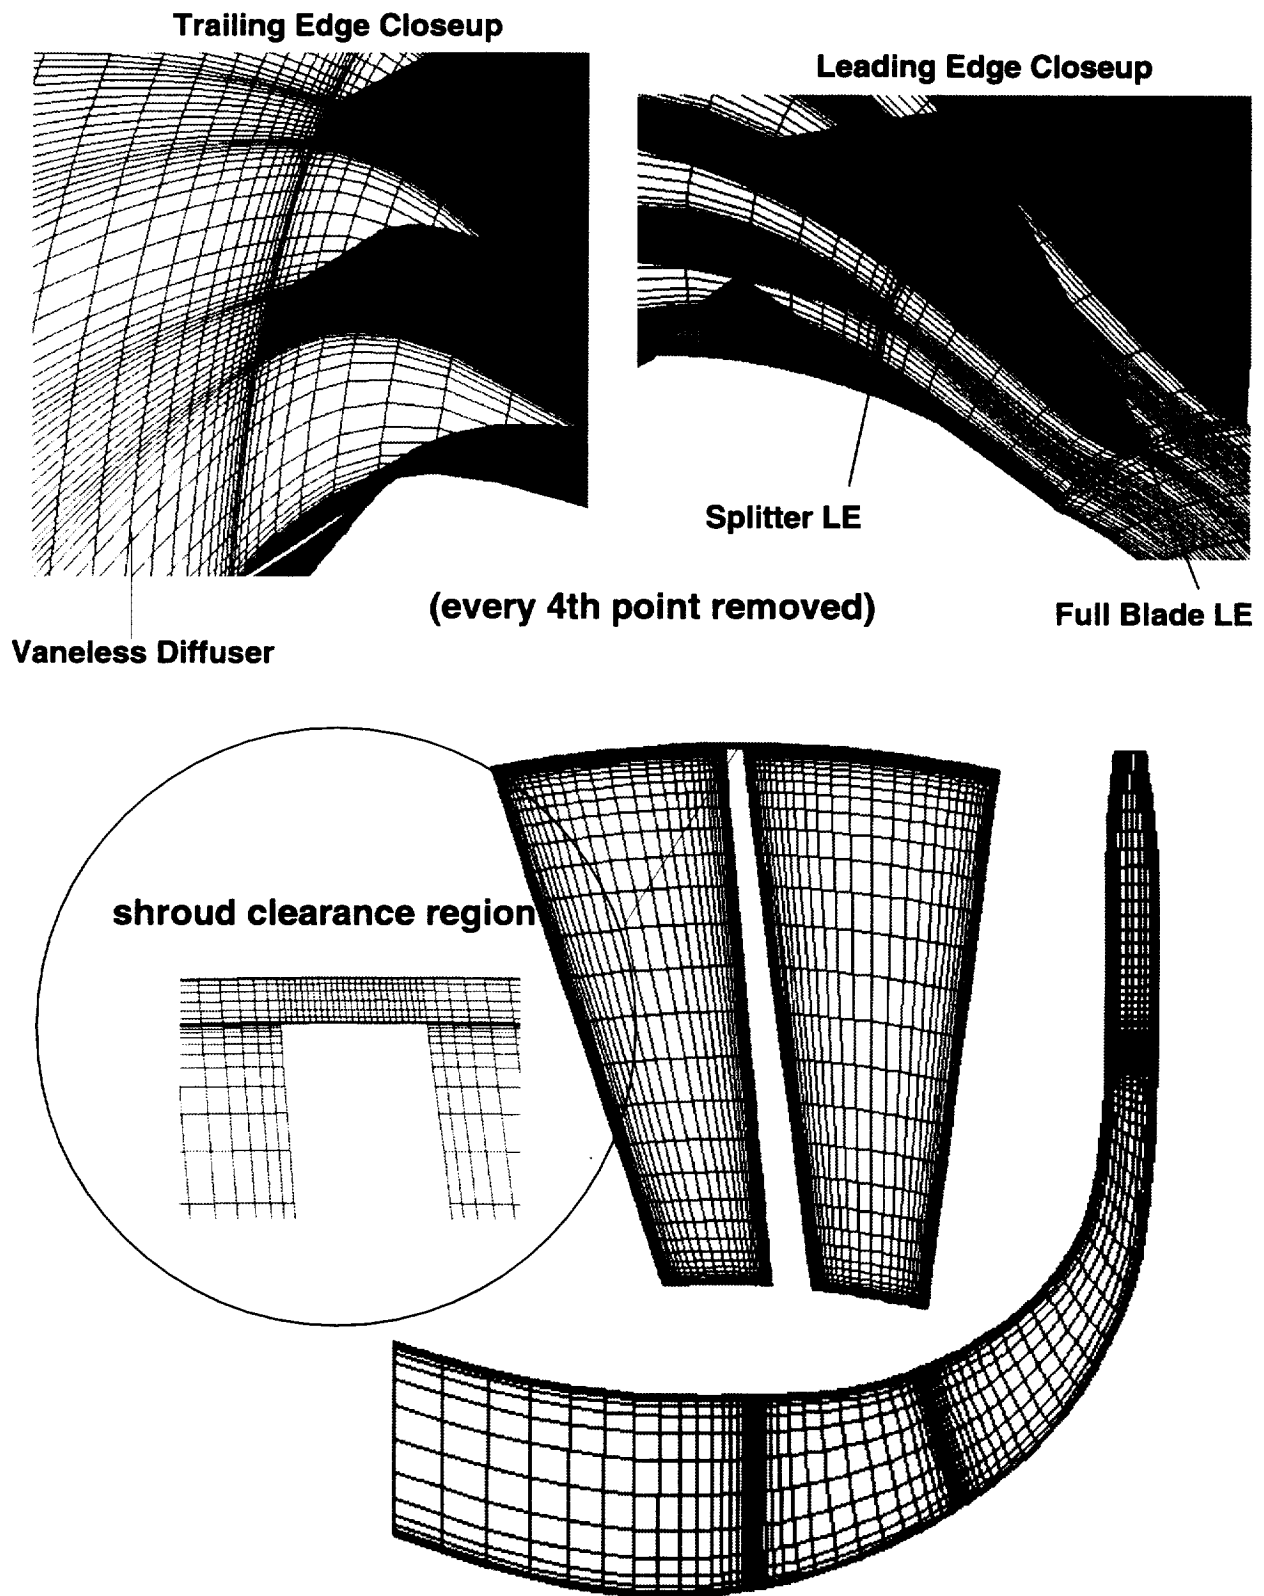 Trailing Edge Closeup
Leading Edge Closeup
Splitter LE
(every 4th point removed)
Full Blade LE
Vaneless Diffuser
shroud clearance region